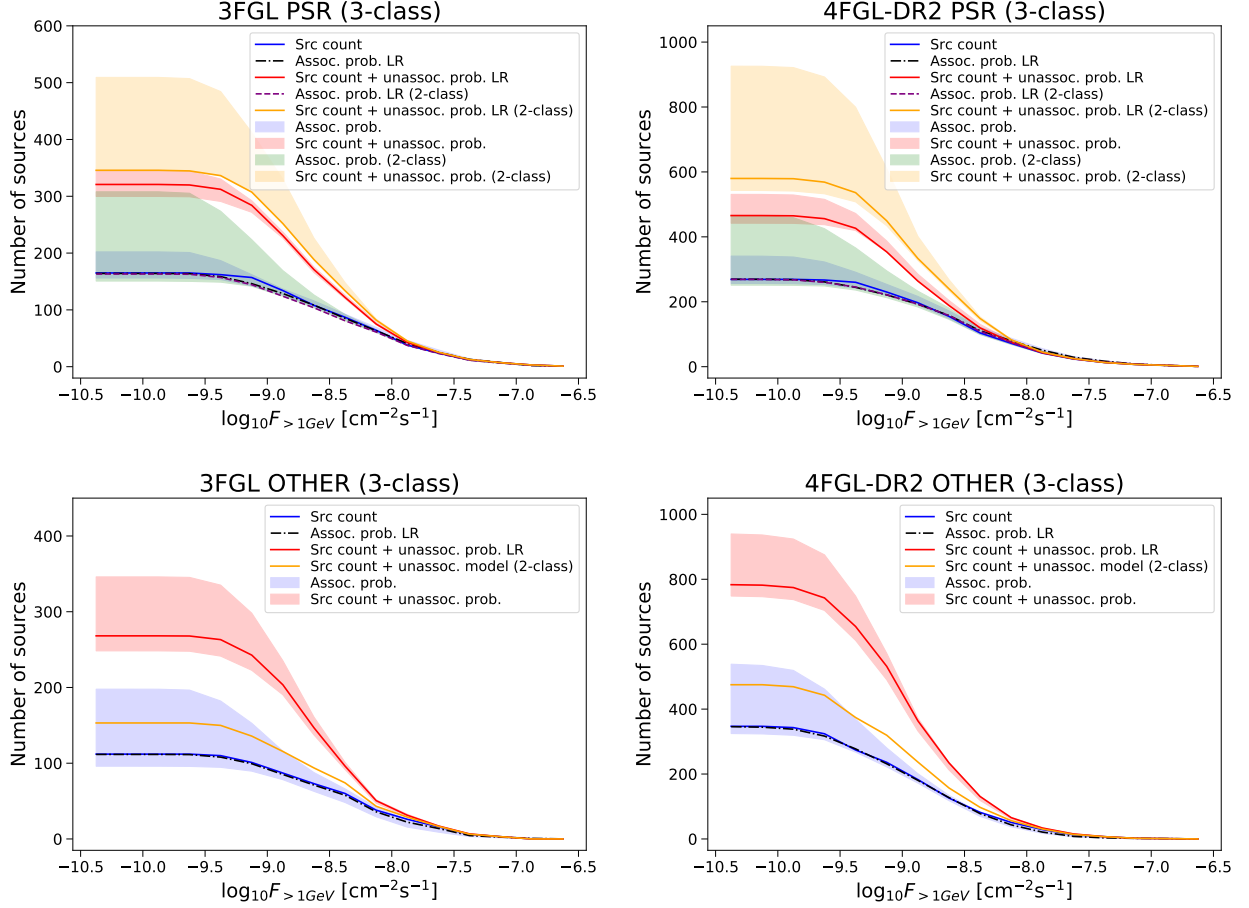 3FGL PSR (3-class)
600
500
400
300
200
100
0
Number of sources
Src count
Assoc. prob. LR
Src count + unassoc. prob. LR
Assoc. prob. LR (2-class)
Src count + unassoc. prob. LR (2-class)
Assoc. prob.
Src count + unassoc. prob.
Assoc. prob. (2-class)
Src count + unassoc. prob. (2-class)
−10.5 −10.0 −9.5 −9.0 −8.5 −8.0 −7.5 −7.0 −6.5
log₁₀F>1GeV [cm⁻²s⁻¹]
4FGL-DR2 PSR (3-class)
1000
800
600
400
200
0
Number of sources
Src count
Assoc. prob. LR
Src count + unassoc. prob. LR
Assoc. prob. LR (2-class)
Src count + unassoc. prob. LR (2-class)
Assoc. prob.
Src count + unassoc. prob.
Assoc. prob. (2-class)
Src count + unassoc. prob. (2-class)
−10.5 −10.0 −9.5 −9.0 −8.5 −8.0 −7.5 −7.0 −6.5
log₁₀F>1GeV [cm⁻²s⁻¹]
3FGL OTHER (3-class)
400
300
200
100
0
Number of sources
Src count
Assoc. prob. LR
Src count + unassoc. prob. LR
Src count + unassoc. model (2-class)
Assoc. prob.
Src count + unassoc. prob.
−10.5 −10.0 −9.5 −9.0 −8.5 −8.0 −7.5 −7.0 −6.5
log₁₀F>1GeV [cm⁻²s⁻¹]
4FGL-DR2 OTHER (3-class)
1000
800
600
400
200
0
Number of sources
Src count
Assoc. prob. LR
Src count + unassoc. prob. LR
Src count + unassoc. model (2-class)
Assoc. prob.
Src count + unassoc. prob.
−10.5 −10.0 −9.5 −9.0 −8.5 −8.0 −7.5 −7.0 −6.5
log₁₀F>1GeV [cm⁻²s⁻¹]